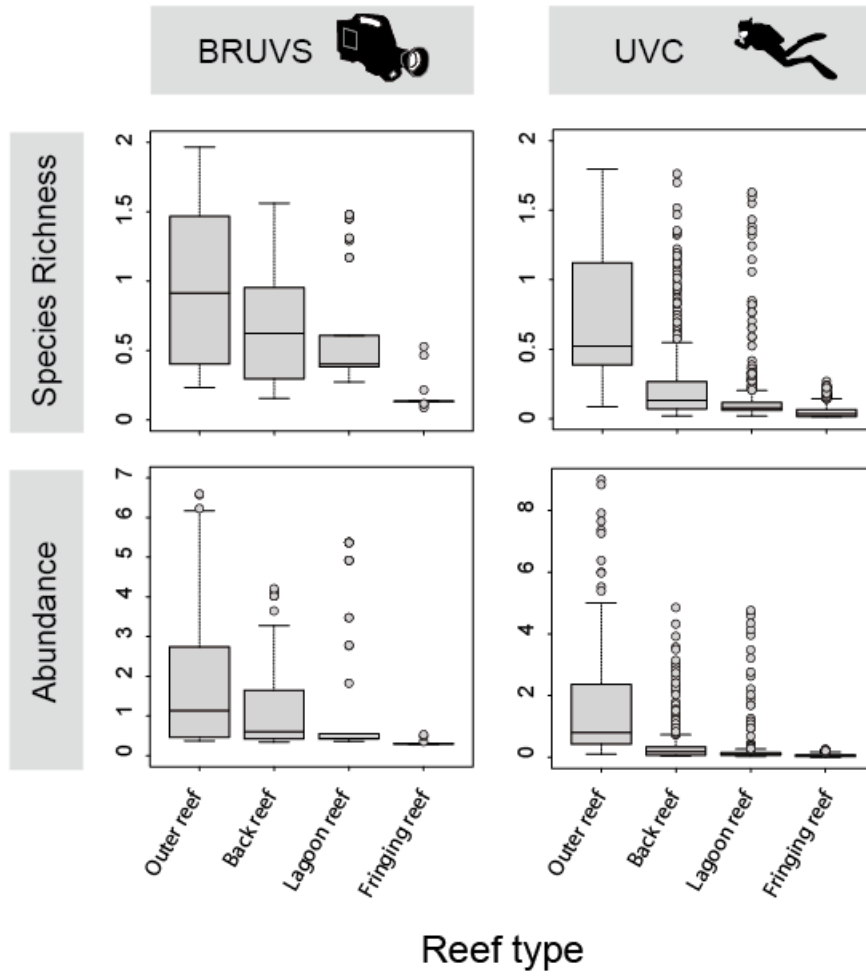 BRUVS
UVC
Species Richness
2
1.5
1
0.5
0
2
1.5
1
0.5
0
Abundance
7
6
5
4
3
2
1
0
8
6
4
2
0
Outer reef
Back reef
Lagoon reef
Fringing reef
Outer reef
Back reef
Lagoon reef
Fringing reef
Reef type